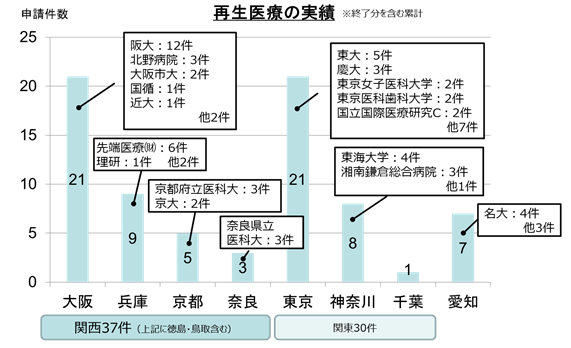 再生医療の実績 ※終了分を含む累計
申請件数
25
20
15
10
5
0
阪大：12件
北野病院：3件
大阪市大：2件
国循：1件
近大：1件
他2件
先端医療㈶：6件
理研：1件 他2件
京都府立医科大：3件
京大：2件
奈良県立
医科大：3件
東大：5件
慶大：3件
東京女子医科大学：2件
東京医科歯科大学：2件
国立国際医療研究C：2件
他7件
東海大学：4件
湘南鎌倉総合病院：3件
他1件
名大：4件
他3件
21
9
5
3
21
8
1
7
大阪 兵庫 京都 奈良 東京 神奈川 千葉 愛知
関西37件（上記に徳島・鳥取含む）
関東30件